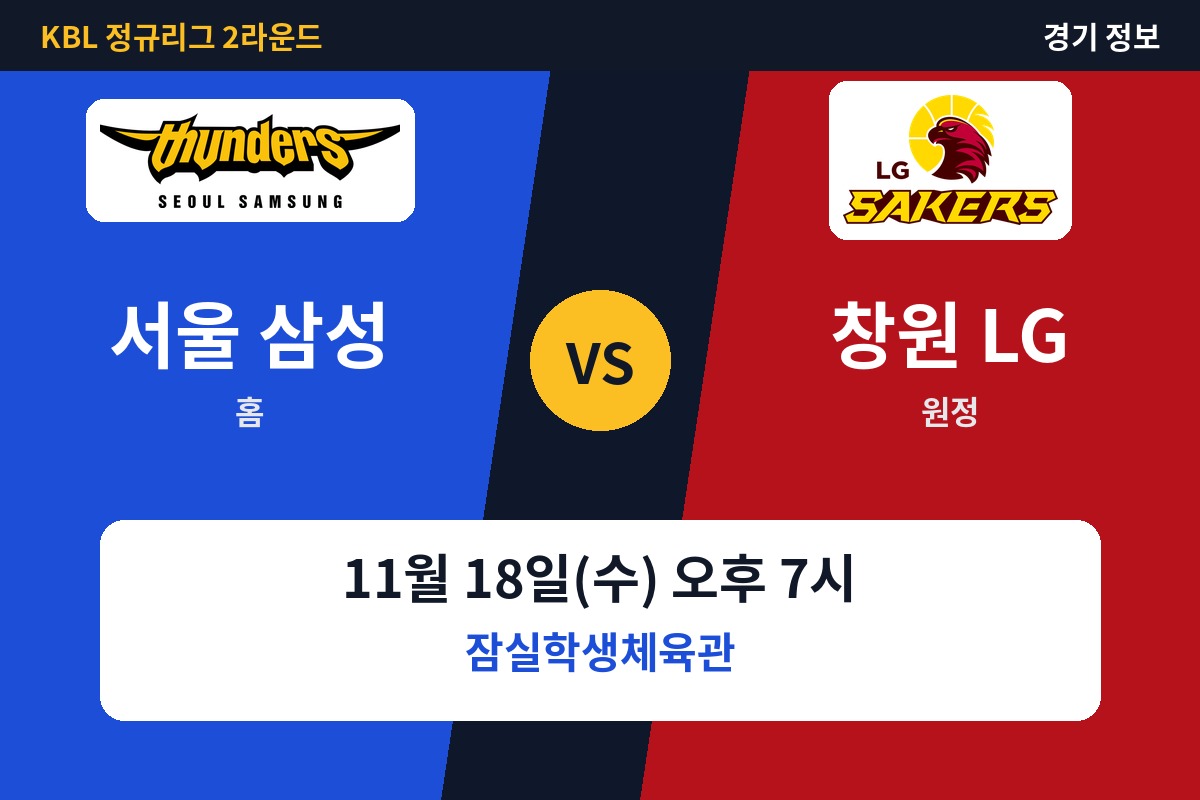 KBL 정규리그 2라운드
경기 정보
thunders
SEOUL SAMSUNG
LG
SAKERS
서울 삼성
창원 LG
홈
VS
원정
11월 18일(수) 오후 7시
잠실학생체육관